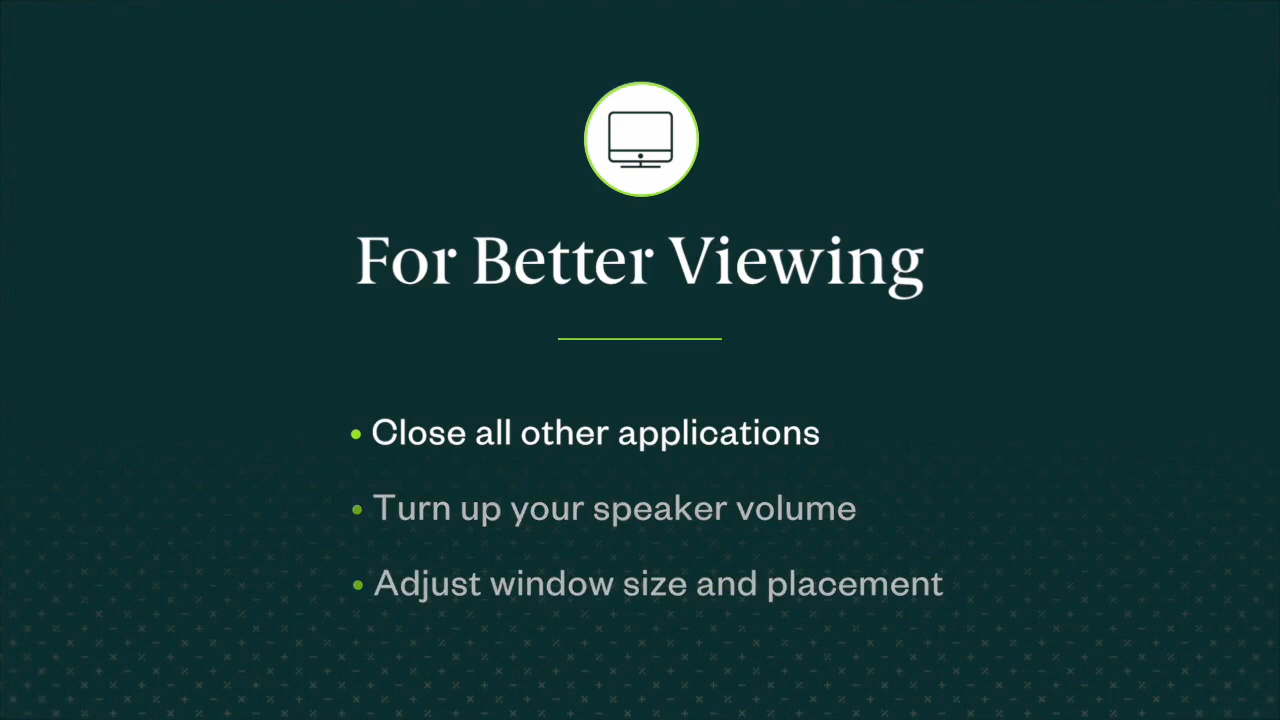 For Better Viewing
• Close all other applications
• Turn up your speaker volume
• Adjust window size and placement